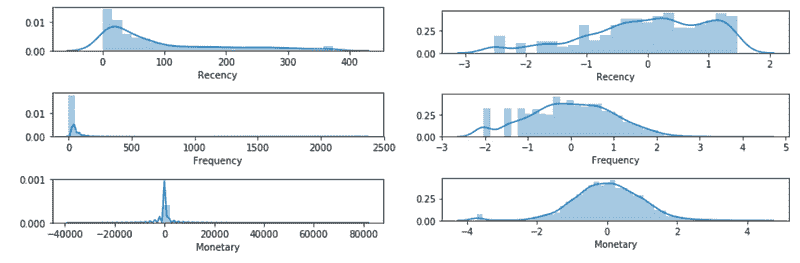 0.01
0.00
0 100 200 300 400
Recency
0.25
0.00
−3 −2 −1 0 1 2
Recency
0.01
0.00
0 500 1000 1500 2000 2500
Frequency
0.25
0.00
−3 −2 −1 0 1 2 3 4 5
Frequency
0.001
0.000
−40000 −20000 0 20000 40000 60000 80000
Monetary
0.25
0.00
−4 −2 0 2 4
Monetary